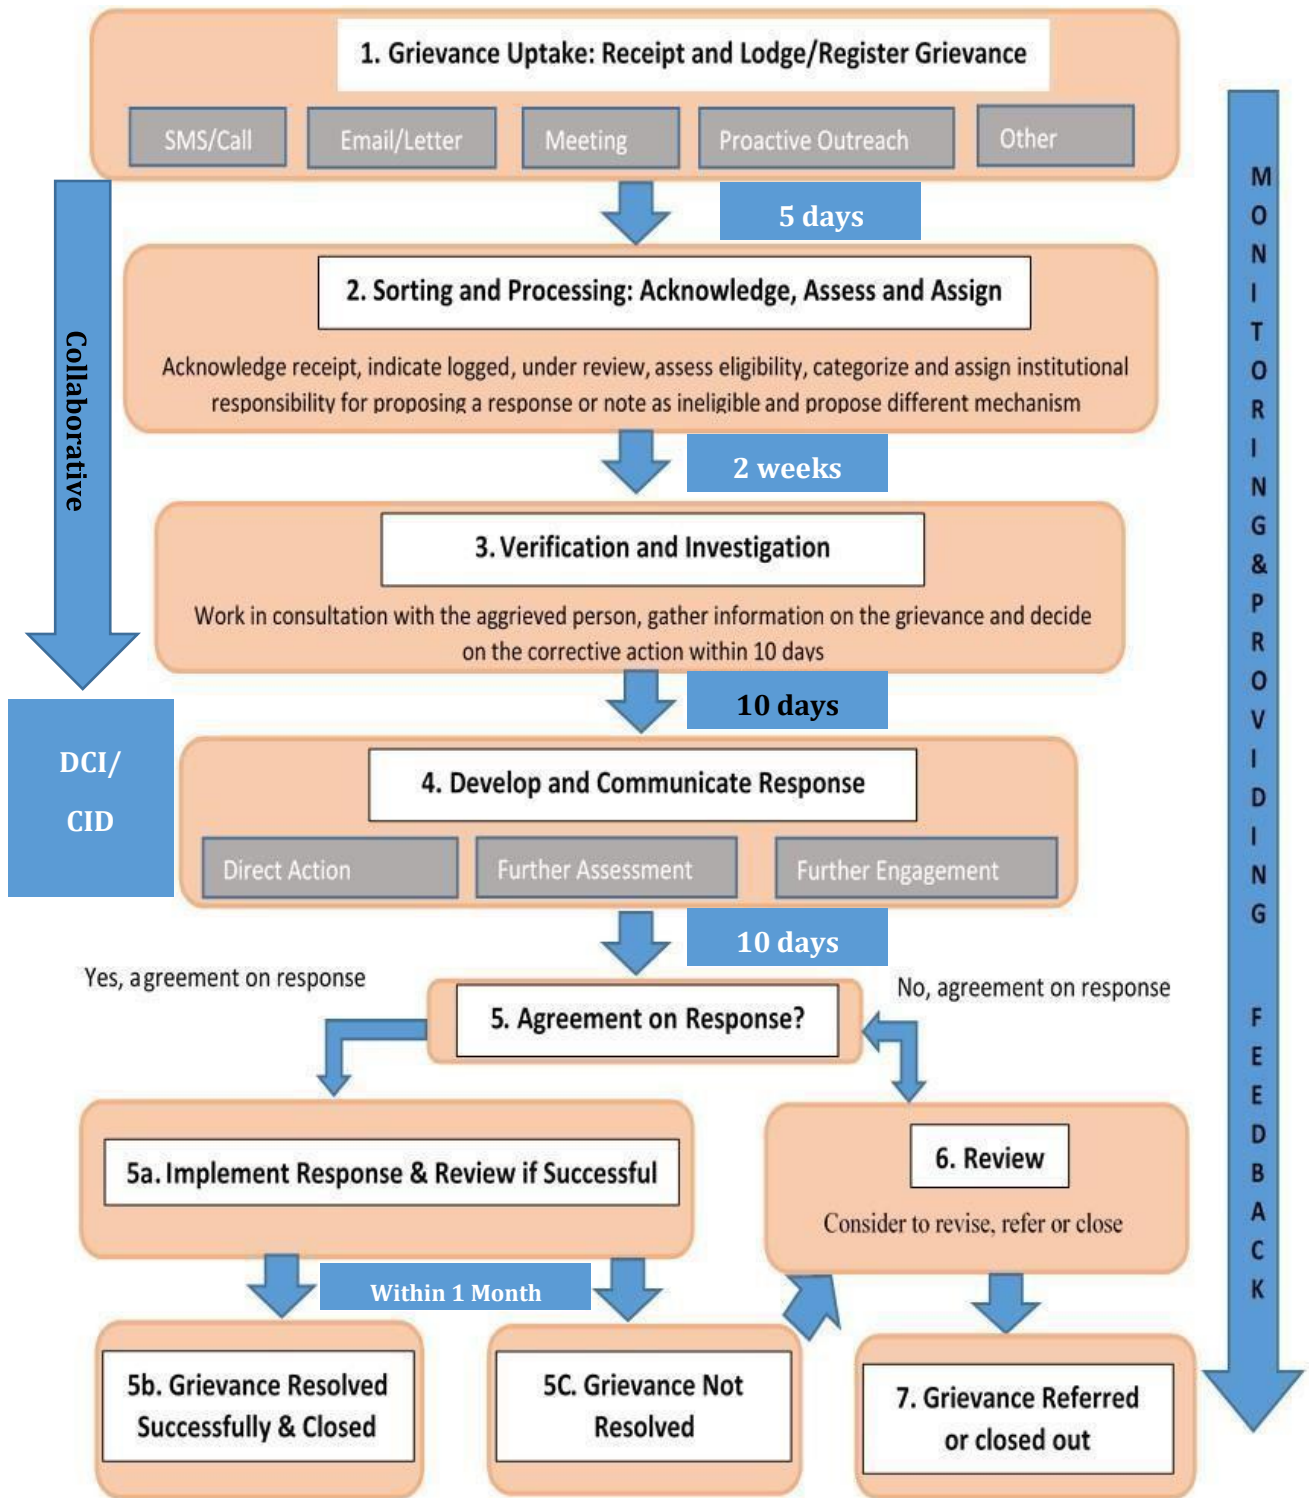 1. Grievance Uptake: Receipt and Lodge/Register Grievance
SMS/Call
Email/Letter
Meeting
Proactive Outreach
Other
5 days
2. Sorting and Processing: Acknowledge, Assess and Assign
Acknowledge receipt, indicate logged, under review, assess eligibility, categorize and assign institutional
responsibility for proposing a response or note as ineligible and propose different mechanism
Collaborative
2 weeks
3. Verification and Investigation
Work in consultation with the aggrieved person, gather information on the grievance and decide
on the corrective action within 10 days
10 days
DCI/
CID
4. Develop and Communicate Response
Direct Action
Further Assessment
Further Engagement
10 days
Yes, agreement on response
No, agreement on response
5. Agreement on Response?
5a. Implement Response & Review if Successful
6. Review
Consider to revise, refer or close
Within 1 Month
5b. Grievance Resolved
Successfully & Closed
5C. Grievance Not
Resolved
7. Grievance Referred
or closed out
MONITORING&PROVIDING FEEDBACK